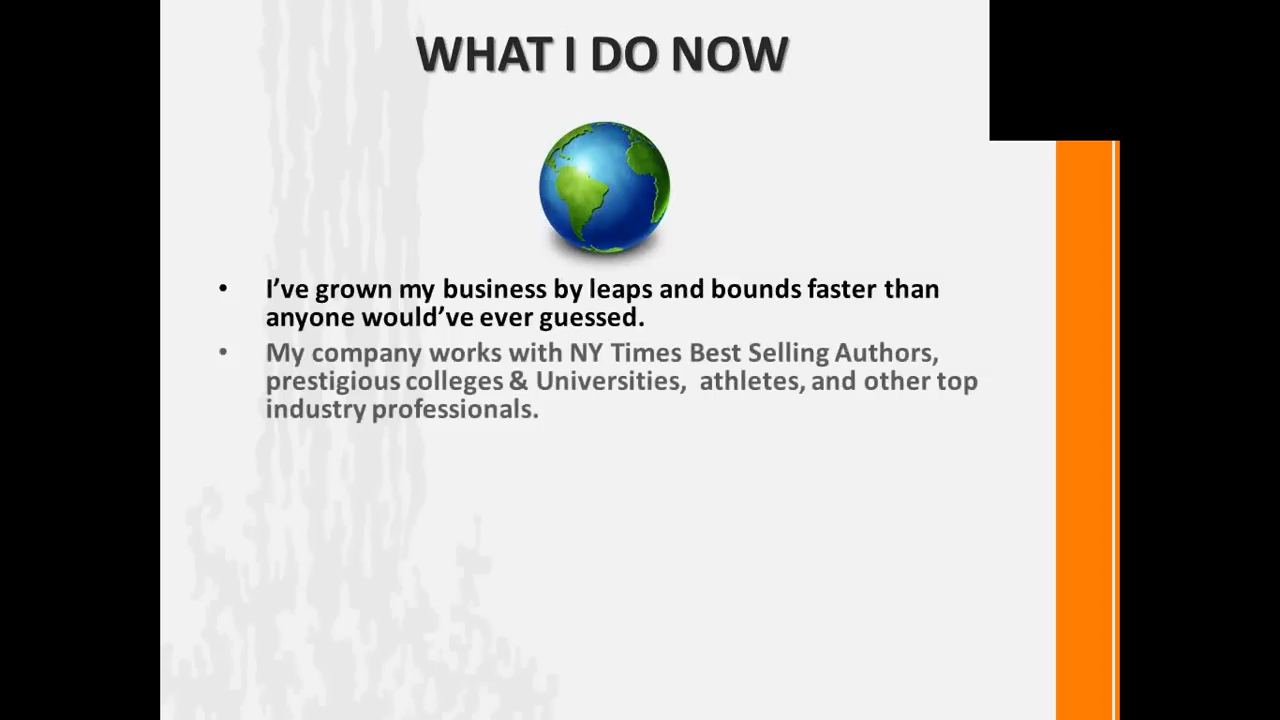 WHAT I DO NOW
• I’ve grown my business by leaps and bounds faster than
anyone would’ve ever guessed.
• My company works with NY Times Best Selling Authors,
prestigious colleges & Universities, athletes, and other top
industry professionals.